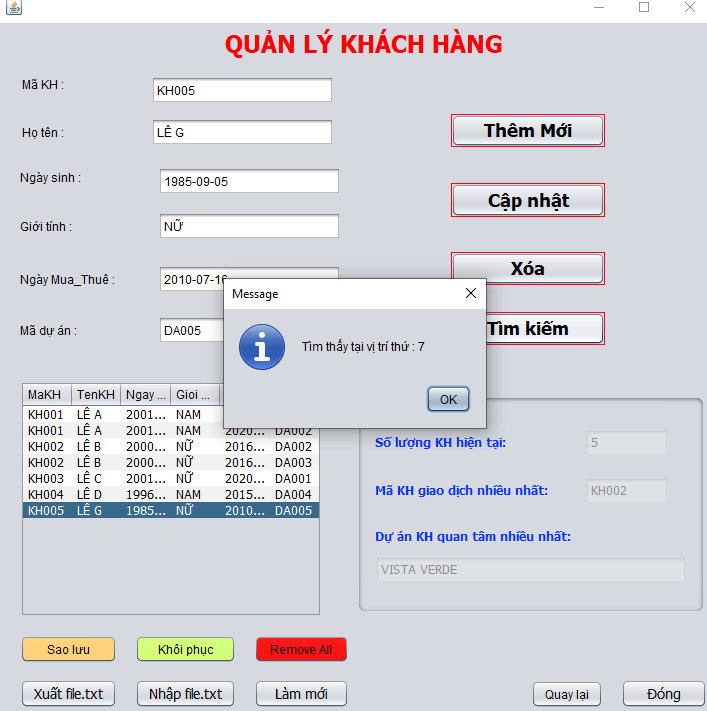 QUẢN LÝ KHÁCH HÀNG
Mã KH : KH005
Họ tên : LÊ G
Ngày sinh : 1985-09-05
Giới tính : NỮ
Ngày Mua_Thuê : 2010-07-16
Mã dự án : DA005
Thêm Mới
Cập nhật
Xóa
Tìm kiếm
Message
Tìm thấy tại vị trí thứ : 7
OK
MaKH TenKH Ngay ... Gioi ...
KH001 LÊ A 2001... NAM
KH001 LÊ A 2001... NAM 2020... DA002
KH002 LÊ B 2000... NỮ 2016... DA002
KH002 LÊ B 2000... NỮ 2016... DA003
KH003 LÊ C 2001... NỮ 2020... DA001
KH004 LÊ D 1996... NAM 2015... DA004
KH005 LÊ G 1985... NỮ 2010... DA005
Số lượng KH hiện tại: 5
Mã KH giao dịch nhiều nhất: KH002
Dự án KH quan tâm nhiều nhất:
VISTA VERDE
Sao lưu Khôi phục Remove All
Xuất file.txt Nhập file.txt Làm mới Quay lại Đóng